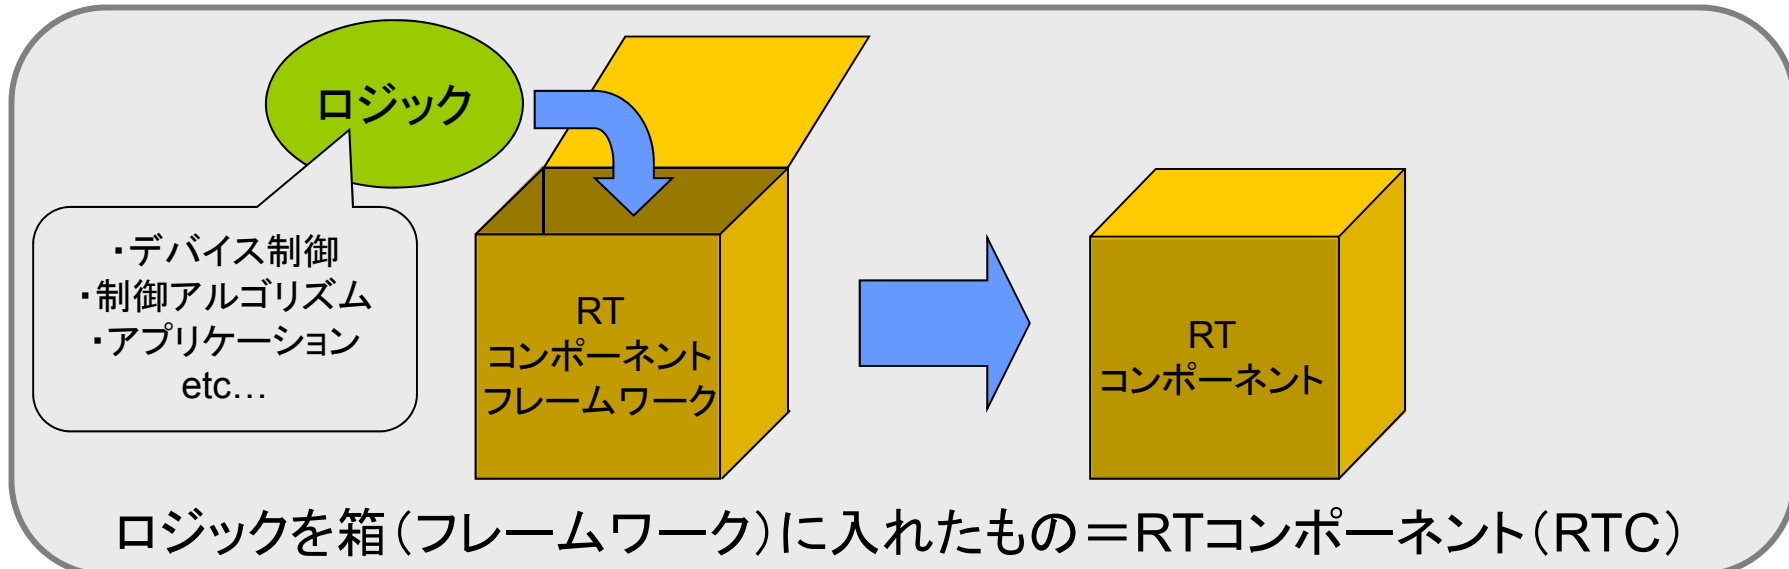 ロジック
・デバイス制御
・制御アルゴリズム
・アプリケーション
etc…
RT
コンポーネント
フレームワーク
RT
コンポーネント
ロジックを箱(フレームワーク)に入れたもの＝RTコンポーネント(RTC)